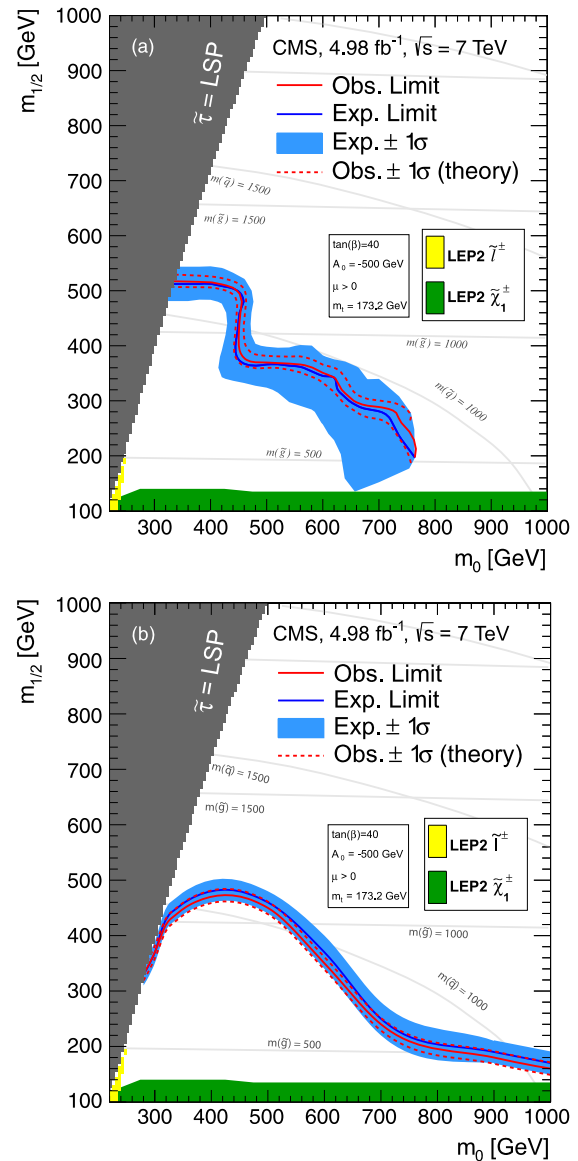 (a)
CMS, 4.98 fb⁻¹, √s = 7 TeV
Obs. Limit
Exp. Limit
Exp. ± 1σ
Obs. ± 1σ (theory)
τ̃ = LSP
m(q̃) = 1500
m(g̃) = 1500
tan(β)=40
A₀ = -500 GeV
μ > 0
mₜ = 173.2 GeV
LEP2 l̃±
LEP2 χ̃₁±
m(g̃) = 1000
m(q̃) = 1000
m(g̃) = 500
m₁/₂ [GeV]
1000
900
800
700
600
500
400
300
200
100
300 400 500 600 700 800 900 1000
m₀ [GeV]
(b)
CMS, 4.98 fb⁻¹, √s = 7 TeV
Obs. Limit
Exp. Limit
Exp. ± 1σ
Obs. ± 1σ (theory)
τ̃ = LSP
m(q̃) = 1500
m(g̃) = 1500
tan(β)=40
A₀ = -500 GeV
μ > 0
mₜ = 173.2 GeV
LEP2 l̃±
LEP2 χ̃₁±
m(g̃) = 1000
m(q̃) = 1000
m(g̃) = 500
m₁/₂ [GeV]
1000
900
800
700
600
500
400
300
200
100
300 400 500 600 700 800 900 1000
m₀ [GeV]